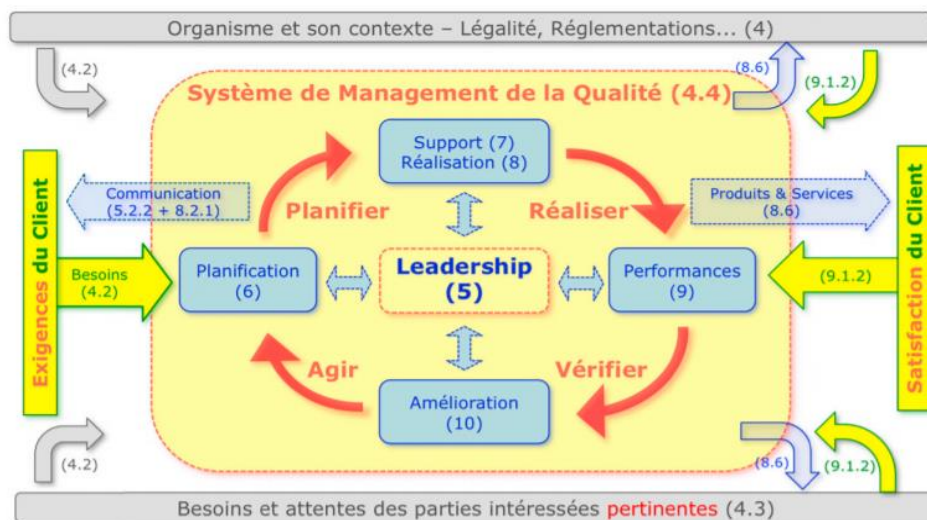 Organisme et son contexte – Légalité, Réglementations... (4)
(4.2)
(8.6)
(9.1.2)
Système de Management de la Qualité (4.4)
Support (7)
Réalisation (8)
Exigences du Client
Communication
(5.2.2 + 8.2.1)
Planifier
Réaliser
Produits & Services
(8.6)
Satisfaction du Client
Besoins
(4.2)
Planification
(6)
Leadership
(5)
Performances
(9)
(9.1.2)
Agir
Vérifier
Amélioration
(10)
(4.2)
(8.6)
(9.1.2)
Besoins et attentes des parties intéressées pertinentes (4.3)